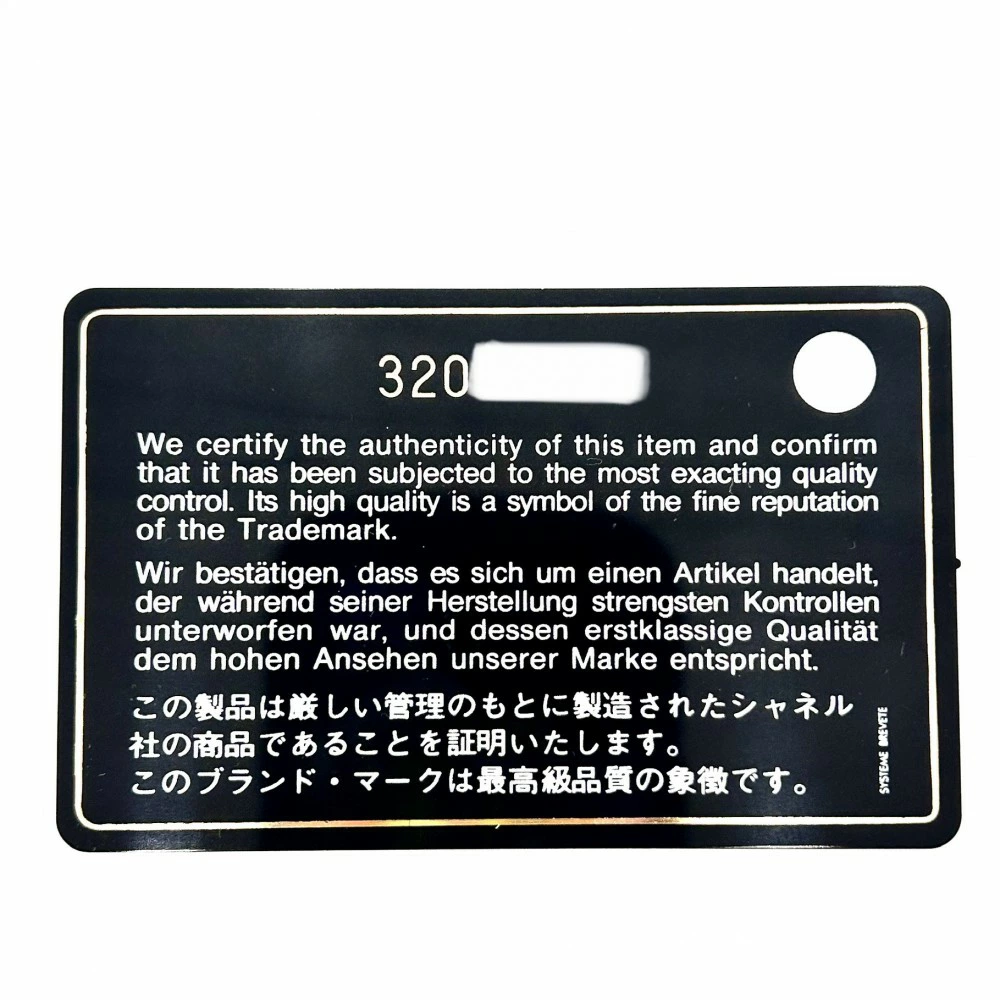 320
We certify the authenticity of this item and confirm
that it has been subjected to the most exacting quality
control. Its high quality is a symbol of the fine reputation
of the Trademark.
Wir bestätigen, dass es sich um einen Artikel handelt,
der während seiner Herstellung strengsten Kontrollen
unterworfen war, und dessen erstklassige Qualität
dem hohen Ansehen unserer Marke entspricht.
この製品は厳しい管理のもとに製造されたシャネル
社の商品であることを証明いたします。
このブランド・マークは最高級品質の象徴です。
SYSTEME BREVETE